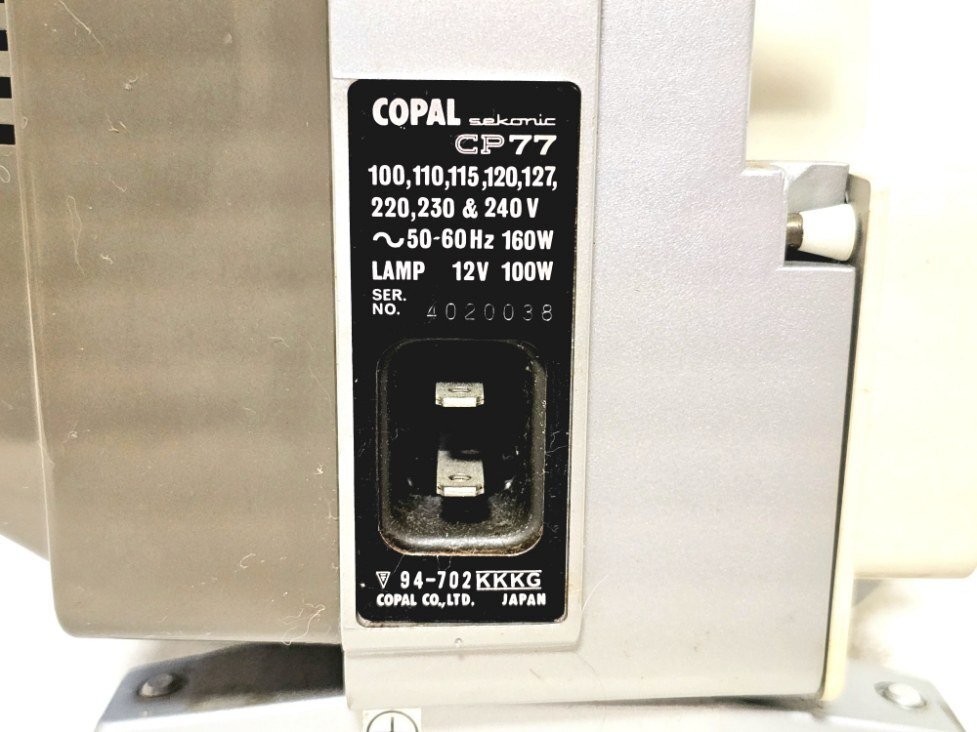 COPAL sekonic
CP77
100,110,115,120,127,
220,230 & 240V
~50-60Hz 160W
LAMP 12V 100W
SER.
NO. 4020038
94-702 KKKG
COPAL CO.,LTD. JAPAN